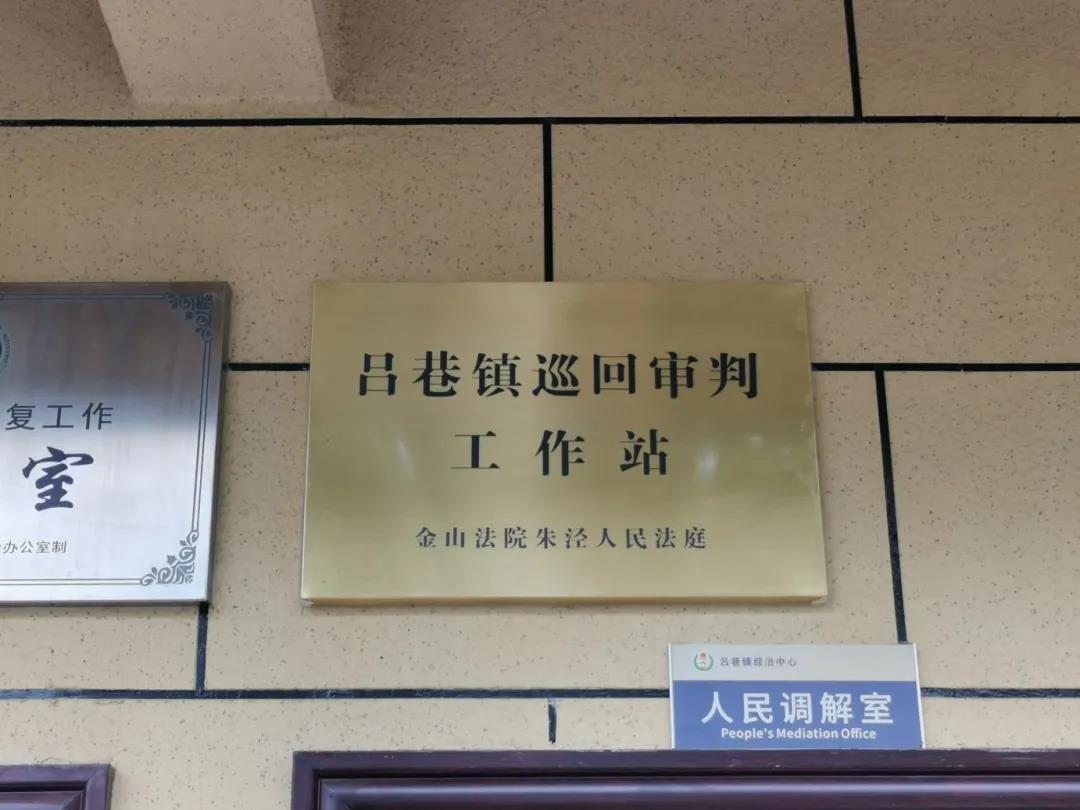 复工作
室
办公室制
吕巷镇巡回审判
工作站
金山法院朱泾人民法庭
吕巷镇综治中心
人民调解室
People's Mediation Office